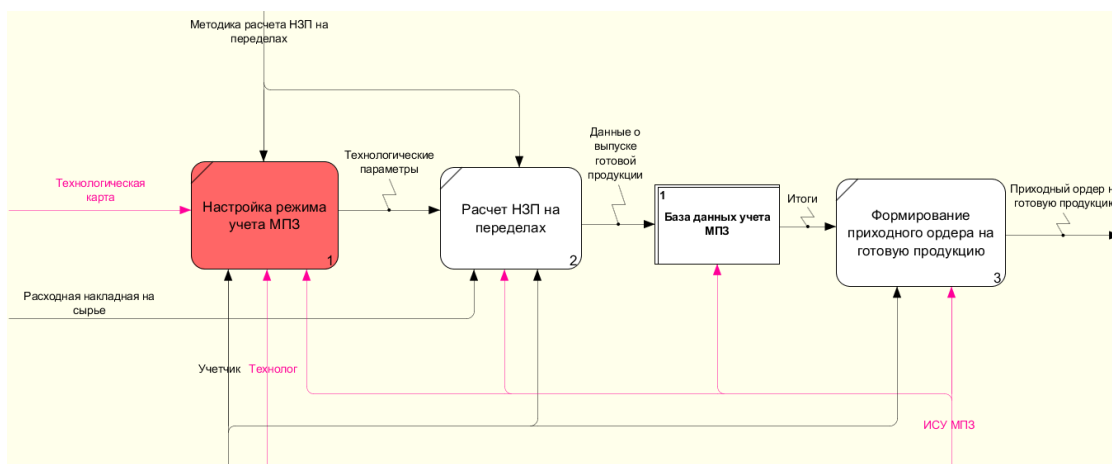 Методика расчета НЗП на
переделах
Данные о
выпуске
готовой
продукции
Технологические
параметры
Технологическая
карта
Настройка режима
учета МПЗ
1
Расчет НЗП на
переделах
2
1
База данных учета
МПЗ
Итоги
Формирование
приходного ордера на
готовую продукцию
3
Приходный ордер н
готовую продукцию
Расходная накладная на
сырье
Учетчик
Технолог
ИСУ МПЗ